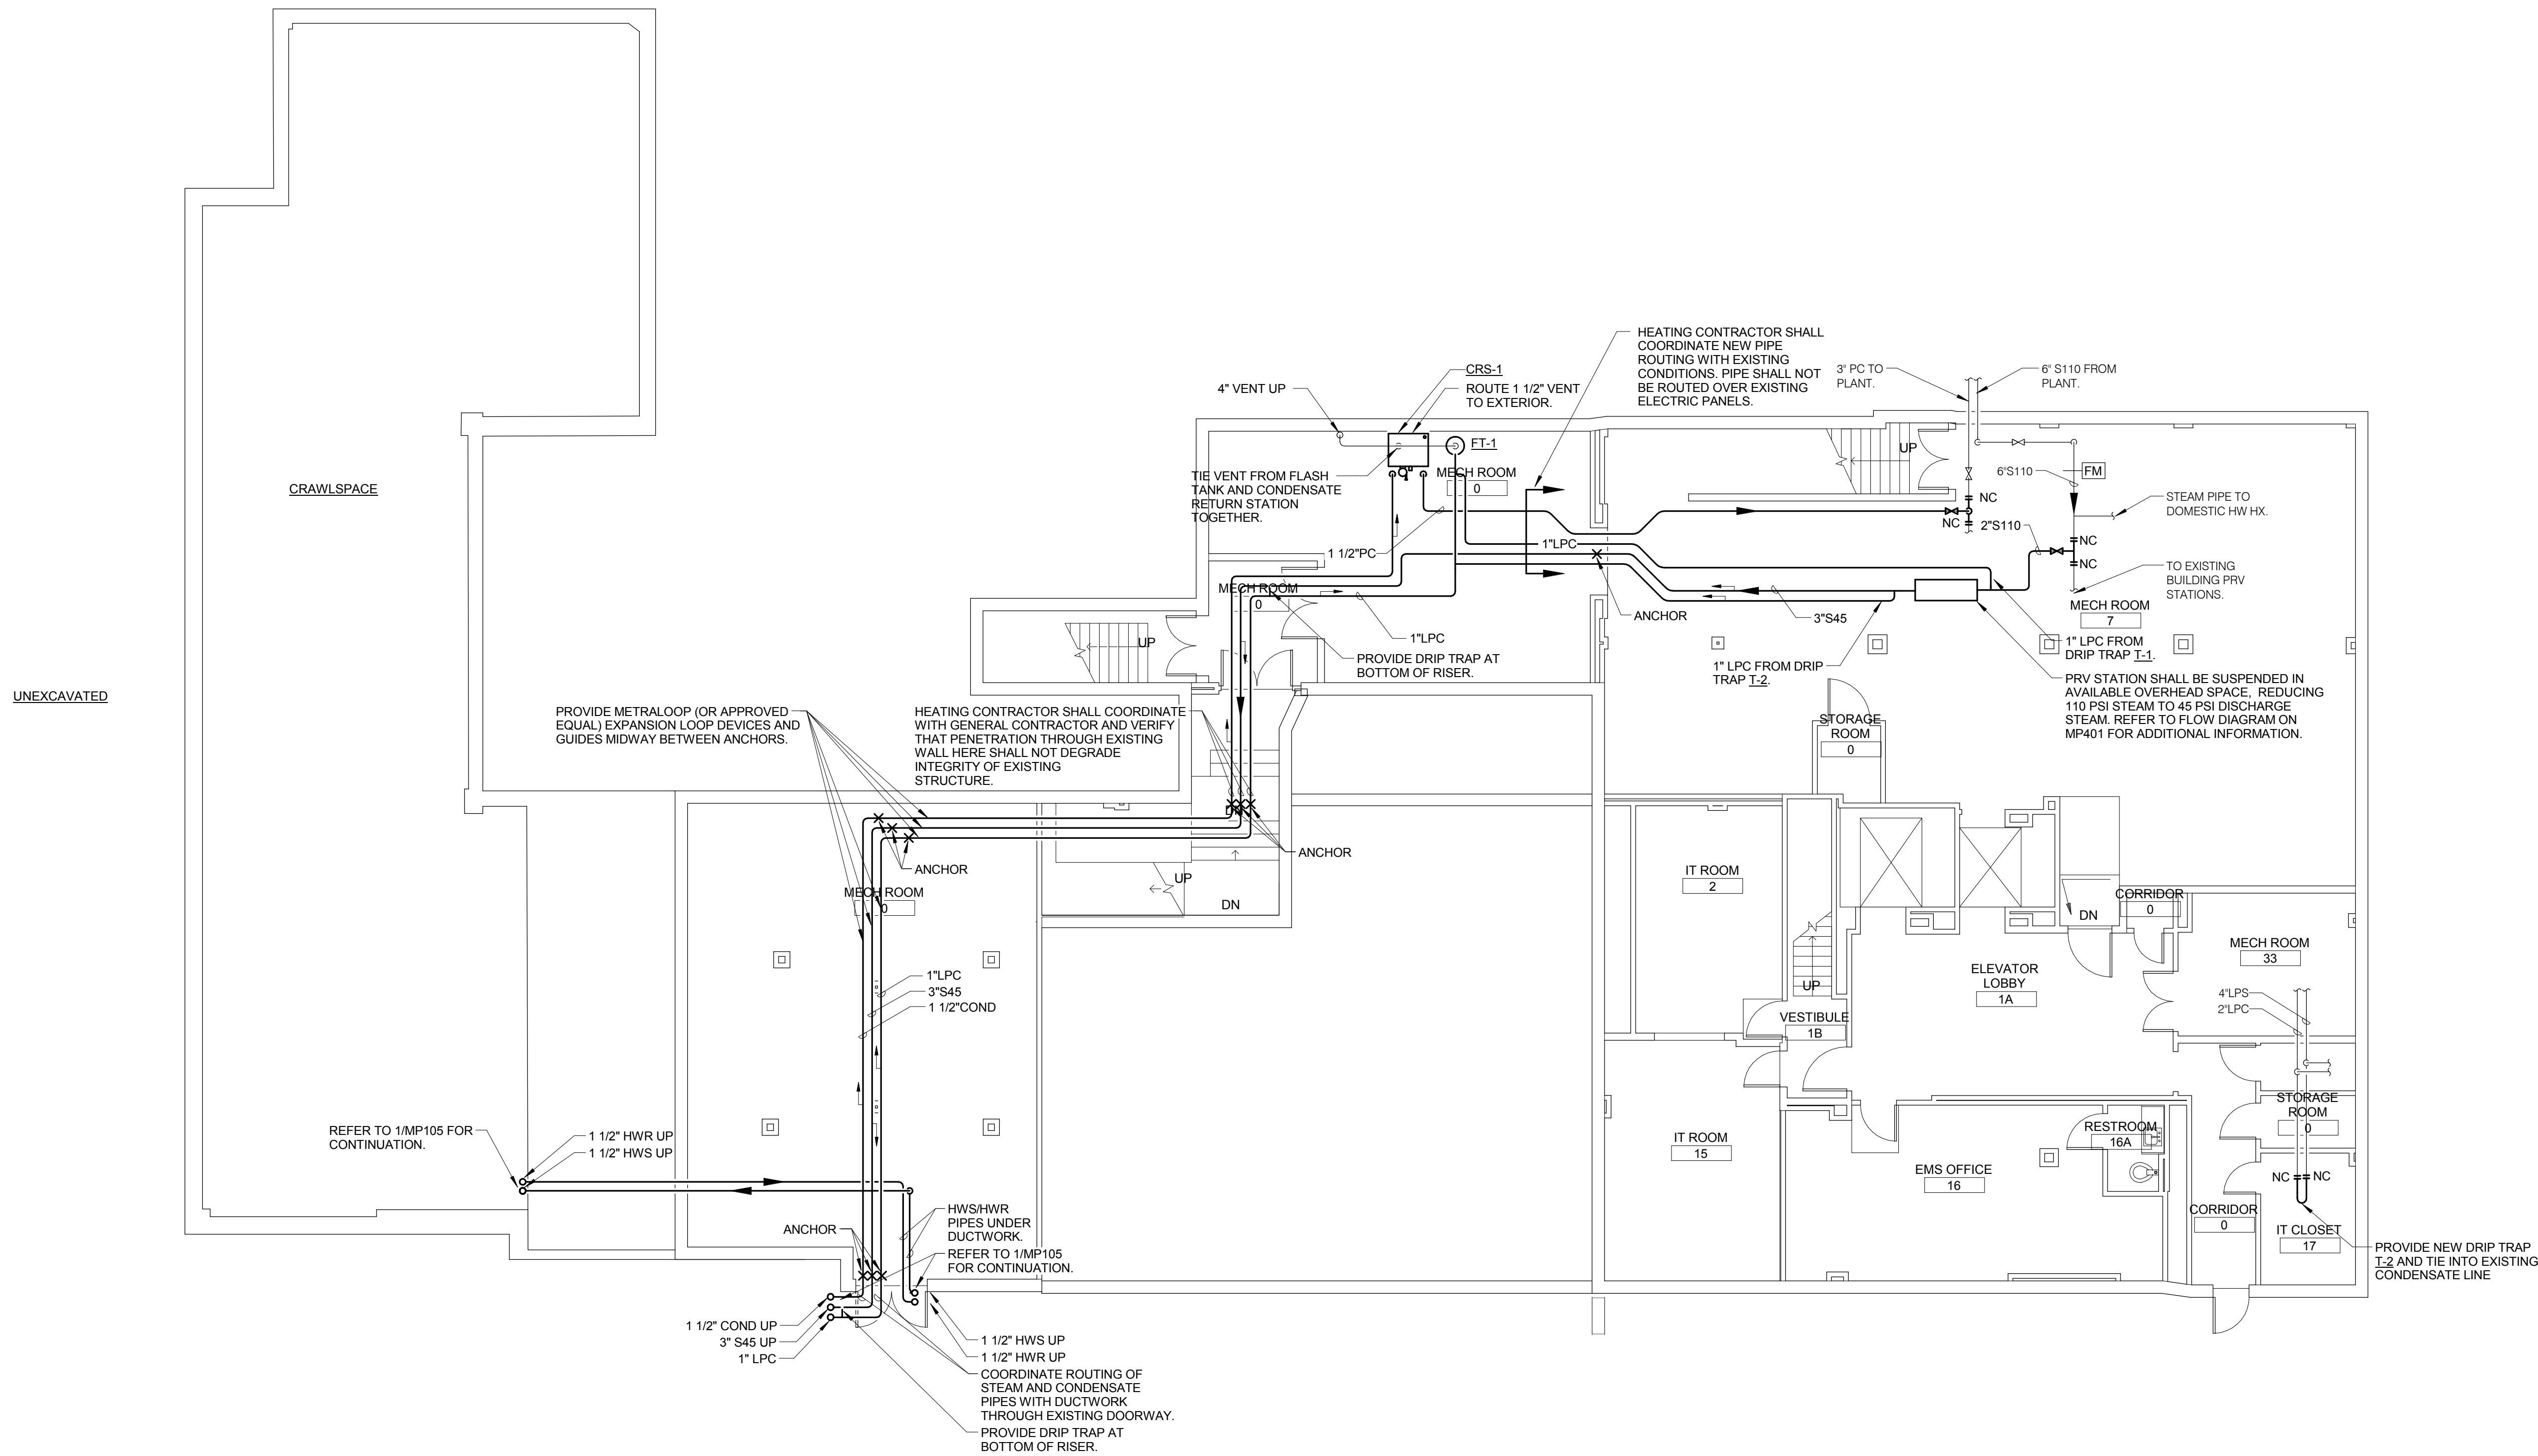 HEATING CONTRACTOR SHALL
COORDINATE NEW PIPE
ROUTING WITH EXISTING
CONDITIONS. PIPE SHALL NOT
BE ROUTED OVER EXISTING
ELECTRIC PANELS.
CRS-1
ROUTE 1 1/2" VENT
TO EXTERIOR.
4" VENT UP
3" PC TO
PLANT.
6" S110 FROM
PLANT.
FT-1
UP
TIE VENT FROM FLASH
TANK AND CONDENSATE
RETURN STATION
TOGETHER.
MECH ROOM
0
6"S110
FM
CRAWLSPACE
NC
STEAM PIPE TO
DOMESTIC HW HX.
NC
2"S110
1 1/2"PC
1"LPC
NC
NC
TO EXISTING
BUILDING PRV
STATIONS.
MECH ROOM
0
MECH ROOM
7
ANCHOR
3"S45
1"LPC
UP
PROVIDE DRIP TRAP AT
BOTTOM OF RISER.
1" LPC FROM DRIP
TRAP T-2.
1" LPC FROM
DRIP TRAP T-1.
UNEXCAVATED
PRV STATION SHALL BE SUSPENDED IN
AVAILABLE OVERHEAD SPACE, REDUCING
110 PSI STEAM TO 45 PSI DISCHARGE
STEAM. REFER TO FLOW DIAGRAM ON
MP401 FOR ADDITIONAL INFORMATION.
PROVIDE METRALOOP (OR APPROVED
EQUAL) EXPANSION LOOP DEVICES AND
GUIDES MIDWAY BETWEEN ANCHORS.
HEATING CONTRACTOR SHALL COORDINATE
WITH GENERAL CONTRACTOR AND VERIFY
THAT PENETRATION THROUGH EXISTING
WALL HERE SHALL NOT DEGRADE
INTEGRITY OF EXISTING
STRUCTURE.
STORAGE
ROOM
0
ANCHOR
ANCHOR
MECH ROOM
0
UP
DN
IT ROOM
2
CORRIDOR
0
DN
MECH ROOM
33
ELEVATOR
LOBBY
1A
UP
VESTIBULE
1B
4"LPS
2"LPC
1"LPC
3"S45
1 1/2"COND
STORAGE
ROOM
0
REFER TO 1/MP105 FOR
CONTINUATION.
1 1/2" HWR UP
1 1/2" HWS UP
IT ROOM
15
RESTROOM
16A
EMS OFFICE
16
NC
NC
CORRIDOR
0
IT CLOSET
17
PROVIDE NEW DRIP TRAP
T-2 AND TIE INTO EXISTING
CONDENSATE LINE
ANCHOR
HWS/HWR
PIPES UNDER
DUCTWORK.
REFER TO 1/MP105
FOR CONTINUATION.
1 1/2" COND UP
3" S45 UP
1" LPC
1 1/2" HWS UP
1 1/2" HWR UP
COORDINATE ROUTING OF
STEAM AND CONDENSATE
PIPES WITH DUCTWORK
THROUGH EXISTING DOORWAY.
PROVIDE DRIP TRAP AT
BOTTOM OF RISER.